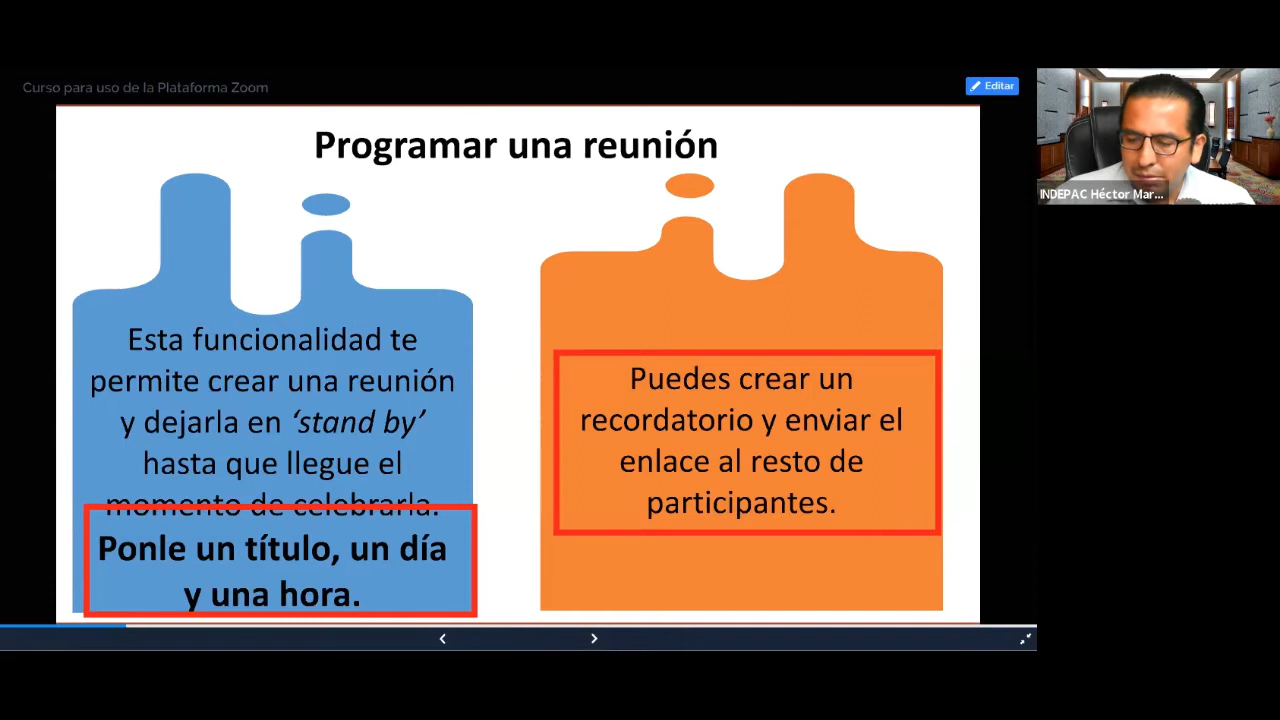 Curso para uso de la Plataforma Zoom
Editar
Programar una reunión
Esta funcionalidad te
permite crear una reunión
y dejarla en ‘stand by’
hasta que llegue el
momento de celebrarla.
Ponle un título, un día
y una hora.
Puedes crear un
recordatorio y enviar el
enlace al resto de
participantes.
INDEPAC Héctor Mar...